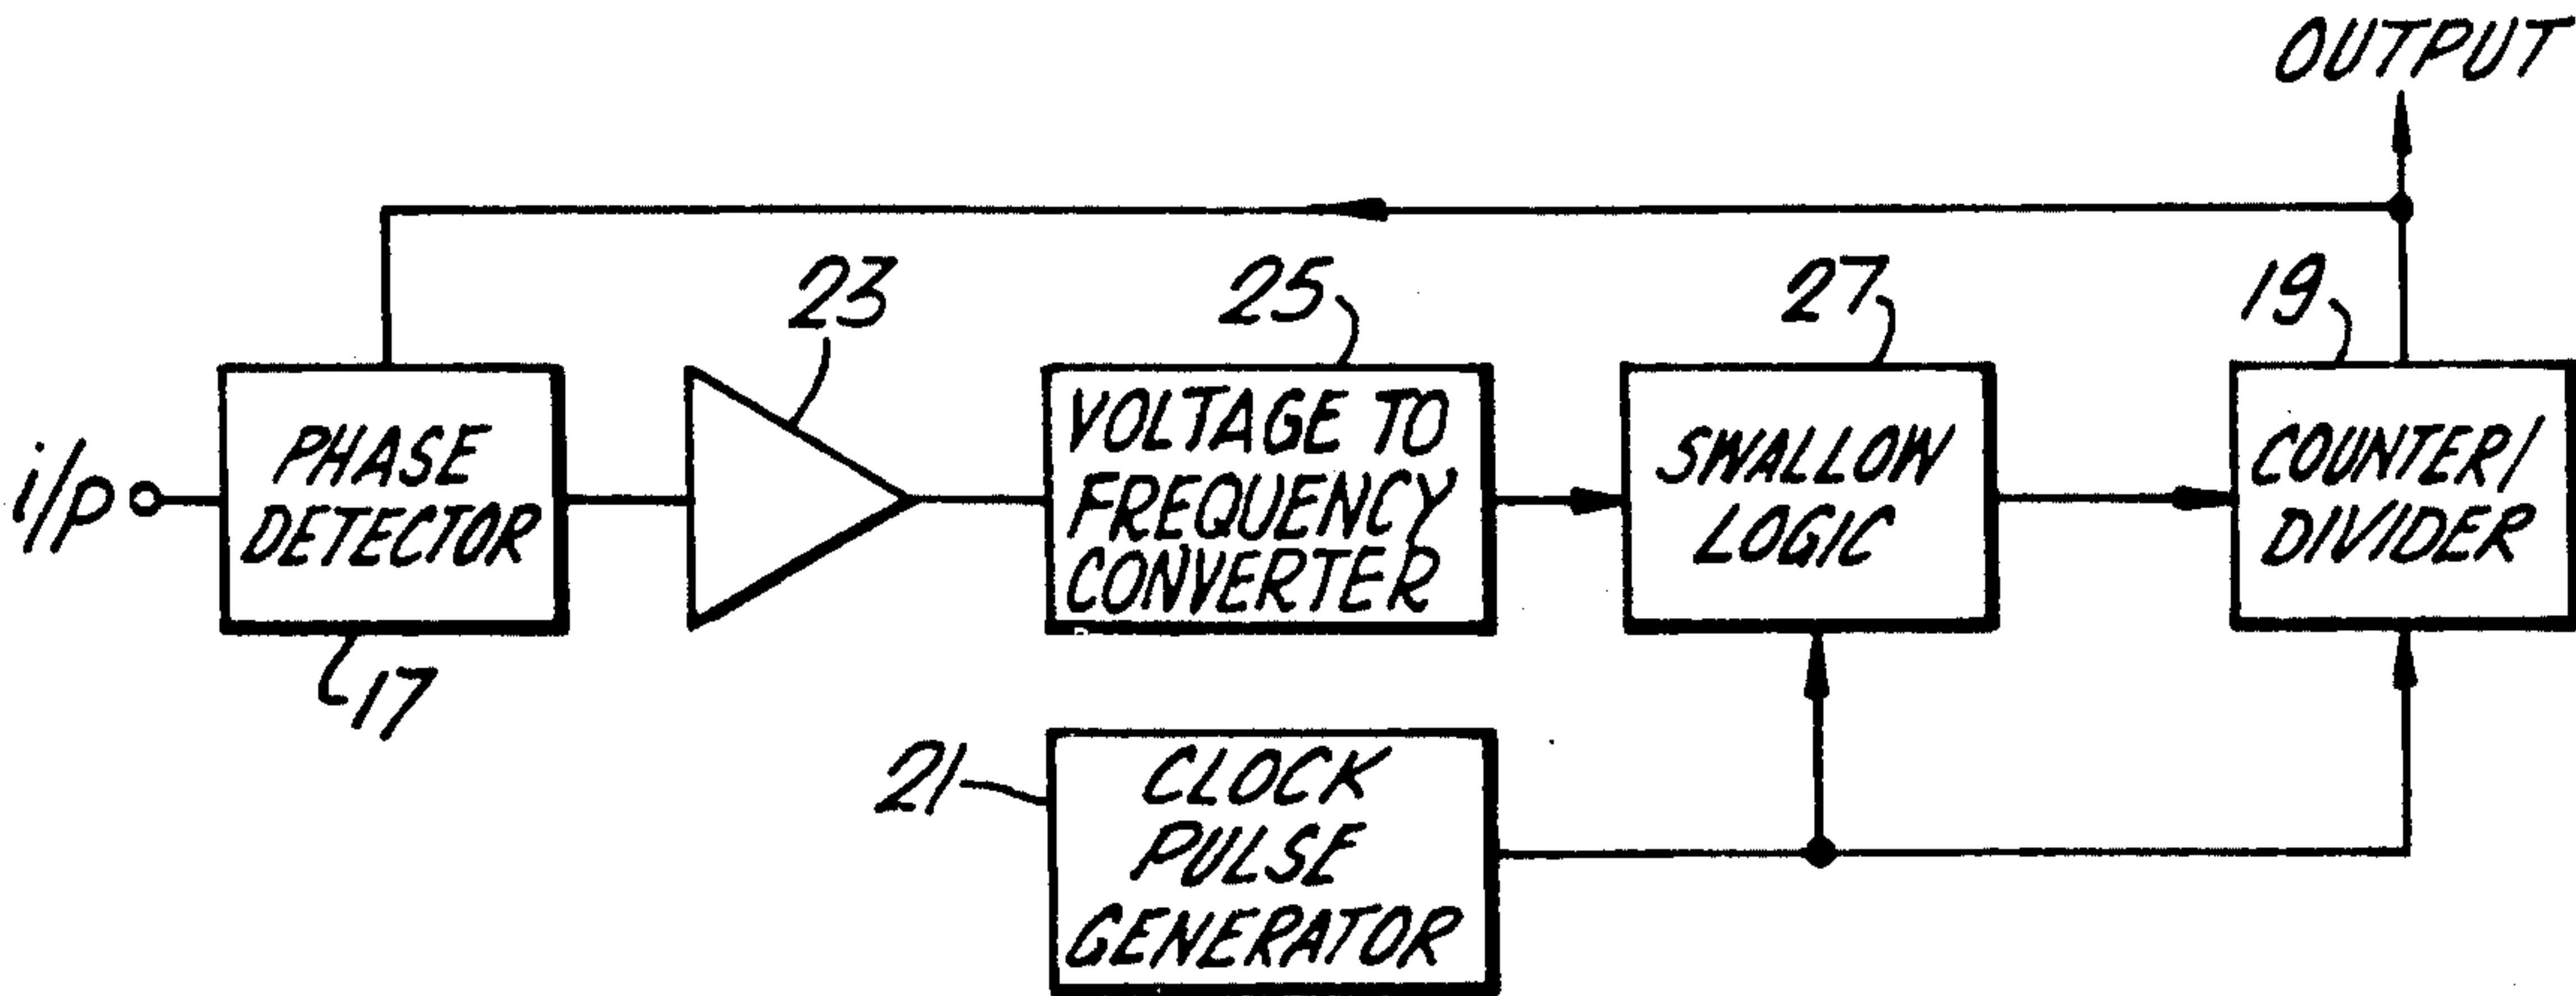 OUTPUT
23
25
27
19
i/p
PHASE
DETECTOR
VOLTAGE TO
FREQUENCY
CONVERTER
SWALLOW
LOGIC
COUNTER/
DIVIDER
17
21
CLOCK
PULSE
GENERATOR